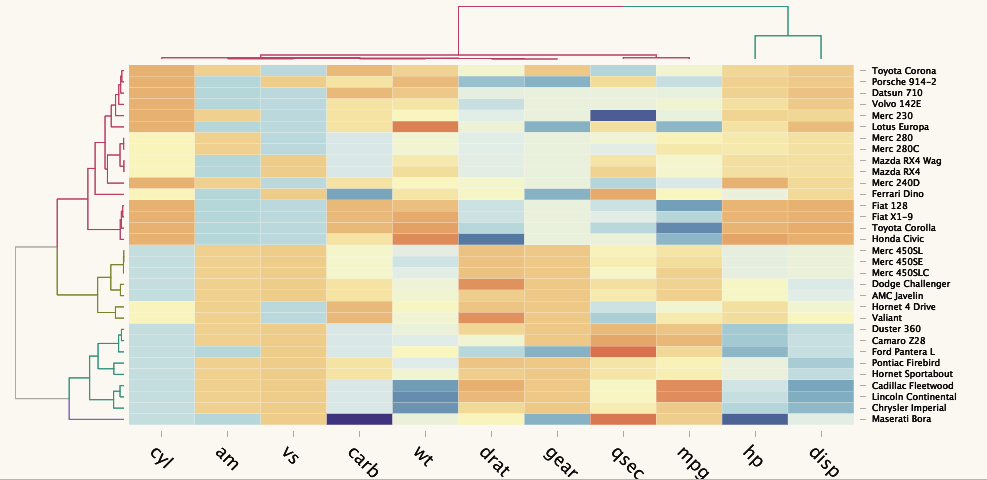 Toyota Corona
Porsche 914-2
Datsun 710
Volvo 142E
Merc 230
Lotus Europa
Merc 280
Merc 280C
Mazda RX4 Wag
Mazda RX4
Merc 240D
Ferrari Dino
Fiat 128
Fiat X1-9
Toyota Corolla
Honda Civic
Merc 450SL
Merc 450SE
Merc 450SLC
Dodge Challenger
AMC Javelin
Hornet 4 Drive
Valiant
Duster 360
Camaro Z28
Ford Pantera L
Pontiac Firebird
Hornet Sportabout
Cadillac Fleetwood
Lincoln Continental
Chrysler Imperial
Maserati Bora
cyl
am
vs
carb
wt
drat
gear
qsec
mpg
hp
disp